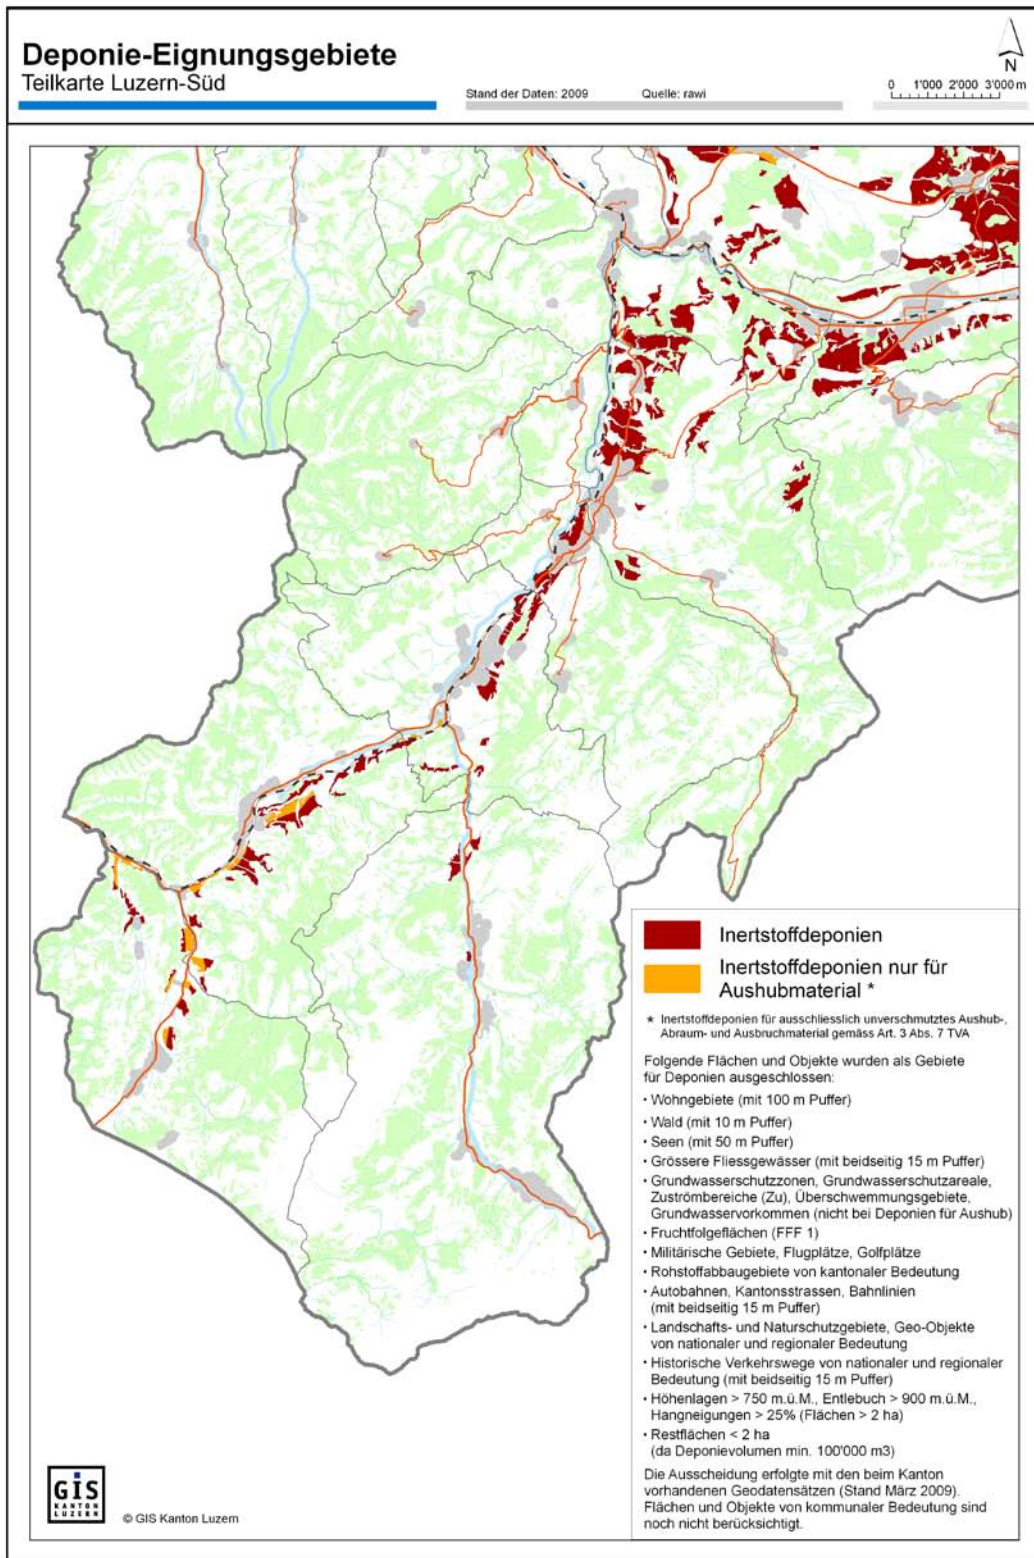 Deponie-Eignungsgebiete
Teilkarte Luzern-Süd
Stand der Daten: 2009 Quelle: rawi
N
0 1'000 2'000 3'000 m
Inertstoffdeponien
Inertstoffdeponien nur für
Aushubmaterial *
* Inertstoffdeponien für ausschliesslich unverschmutztes Aushub-,
Abraum- und Ausbruchmaterial gemäss Art. 3 Abs. 7 TVA
Folgende Flächen und Objekte wurden als Gebiete
für Deponien ausgeschlossen:
• Wohngebiete (mit 100 m Puffer)
• Wald (mit 10 m Puffer)
• Seen (mit 50 m Puffer)
• Grössere Fliessgewässer (mit beidseitig 15 m Puffer)
• Grundwasserschutzzonen, Grundwasserschutzareale,
Zuströmbereiche (Zu), Überschwemmungsgebiete,
Grundwasservorkommen (nicht bei Deponien für Aushub)
• Fruchtfolgeflächen (FFF 1)
• Militärische Gebiete, Flugplätze, Golfplätze
• Rohstoffabbaugebiete von kantonaler Bedeutung
• Autobahnen, Kantonsstrassen, Bahnlinien
(mit beidseitig 15 m Puffer)
• Landschafts- und Naturschutzgebiete, Geo-Objekte
von nationaler und regionaler Bedeutung
• Historische Verkehrswege von nationaler und regionaler
Bedeutung (mit beidseitig 15 m Puffer)
• Höhenlagen > 750 m.ü.M., Entlebuch > 900 m.ü.M.,
Hangneigungen > 25% (Flächen > 2 ha)
• Restflächen < 2 ha
(da Deponievolumen min. 100'000 m3)
Die Ausscheidung erfolgte mit den beim Kanton
vorhandenen Geodatensätzen (Stand März 2009).
Flächen und Objekte von kommunaler Bedeutung sind
noch nicht berücksichtigt.
GIS
KANTON
LUZERN
© GIS Kanton Luzern